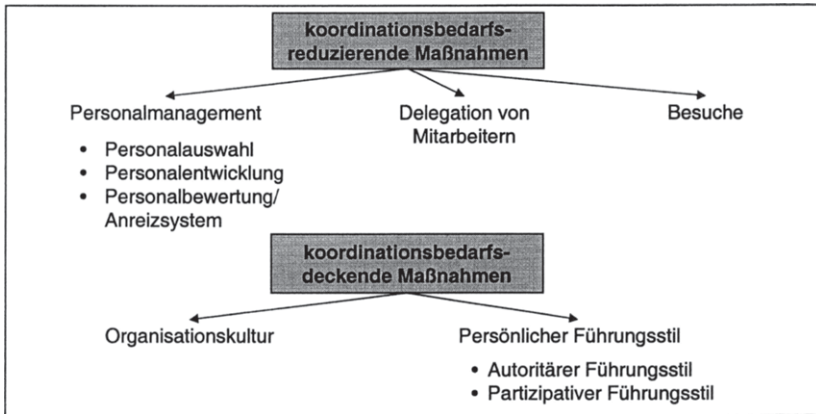 koordinationsbedarfs-
reduzierende Maßnahmen
Personalmanagement
Delegation von
Mitarbeitern
Besuche
• Personalauswahl
• Personalentwicklung
• Personalbewertung/
Anreizsystem
koordinationsbedarfs-
deckende Maßnahmen
Organisationskultur
Persönlicher Führungsstil
• Autoritärer Führungsstil
• Partizipativer Führungsstil